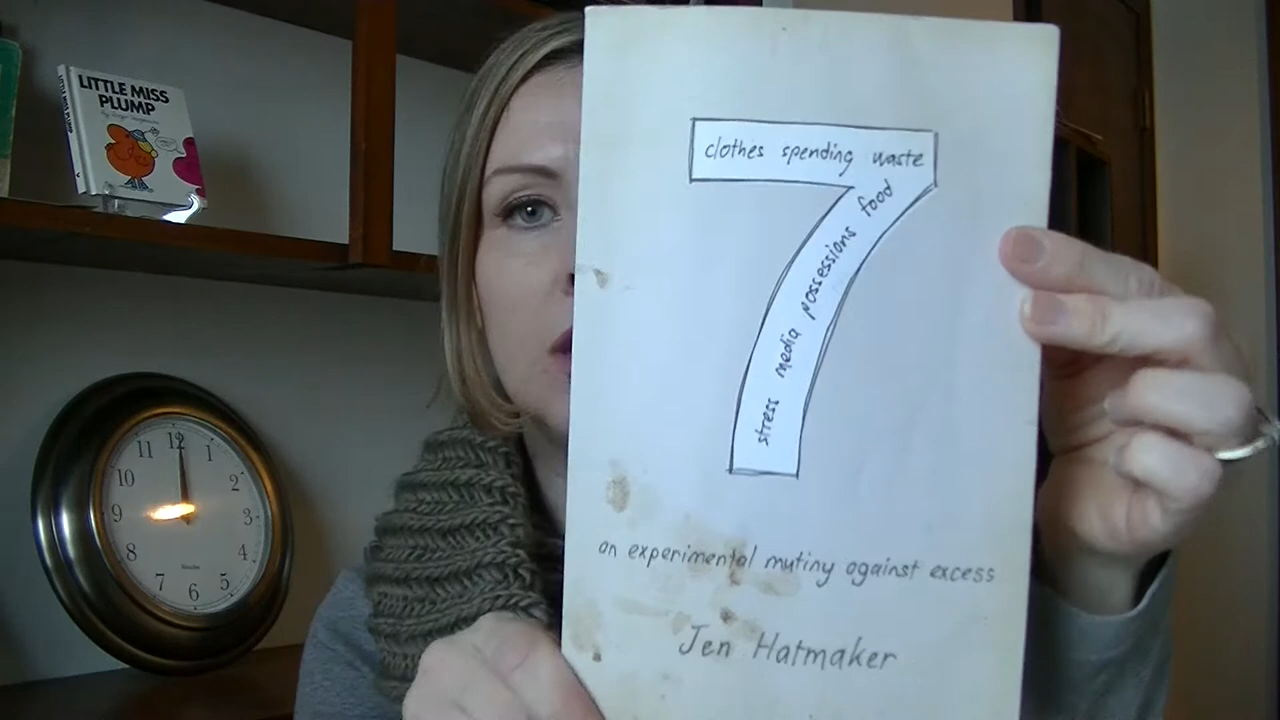 LITTLE MISS
PLUMP
clothes spending waste
food
possessions
media
stress
an experimental mutiny against excess
Jen Hatmaker
12
1
2
3
4
5
6
7
8
9
10
11